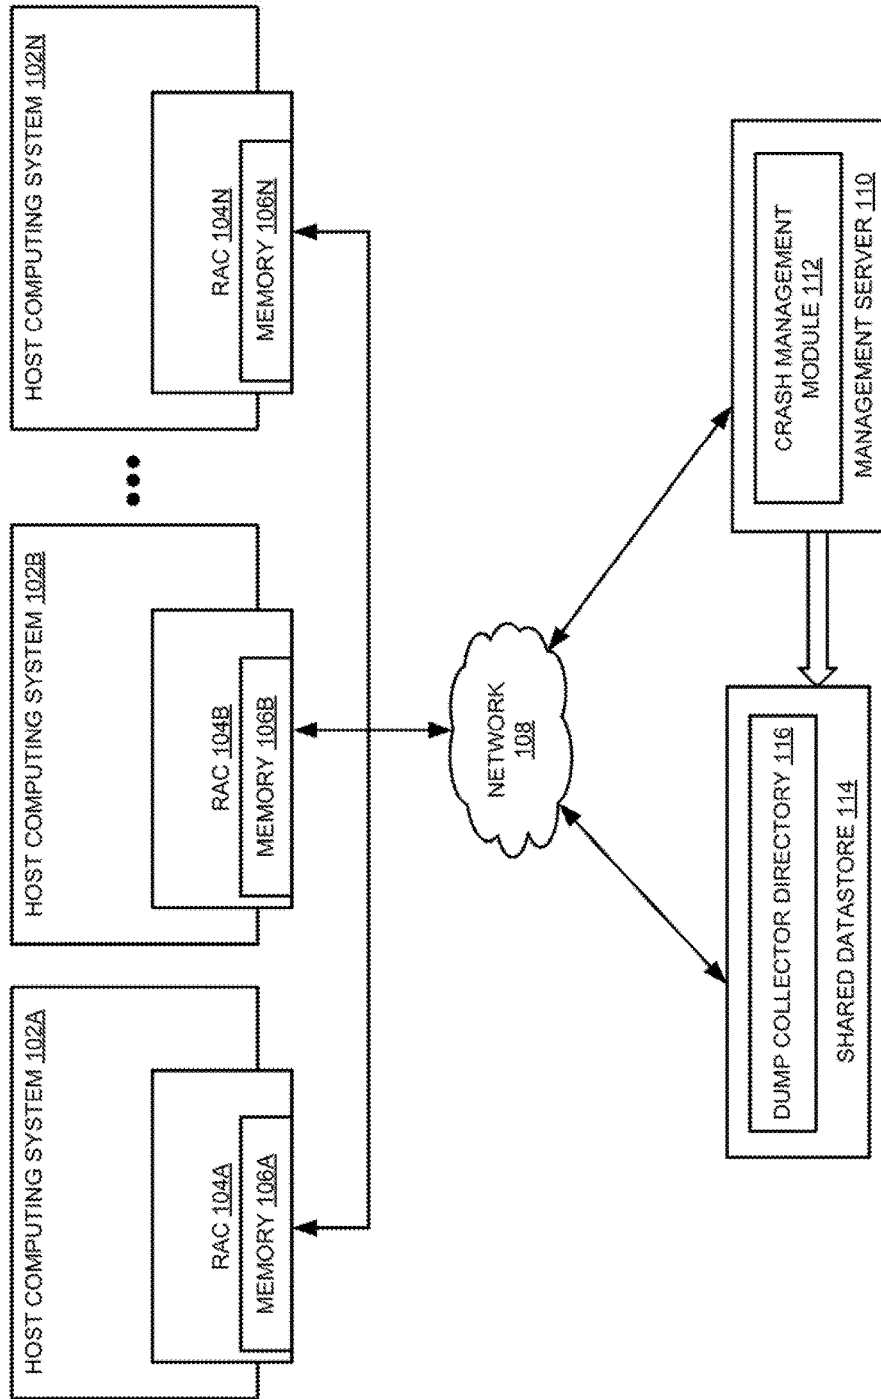 HOST COMPUTING SYSTEM 102A
RAC 104A
MEMORY 106A
HOST COMPUTING SYSTEM 102B
RAC 104B
MEMORY 106B
HOST COMPUTING SYSTEM 102N
RAC 104N
MEMORY 106N
NETWORK
108
DUMP COLLECTOR DIRECTORY 116
SHARED DATASTORE 114
CRASH MANAGEMENT
MODULE 112
MANAGEMENT SERVER 110